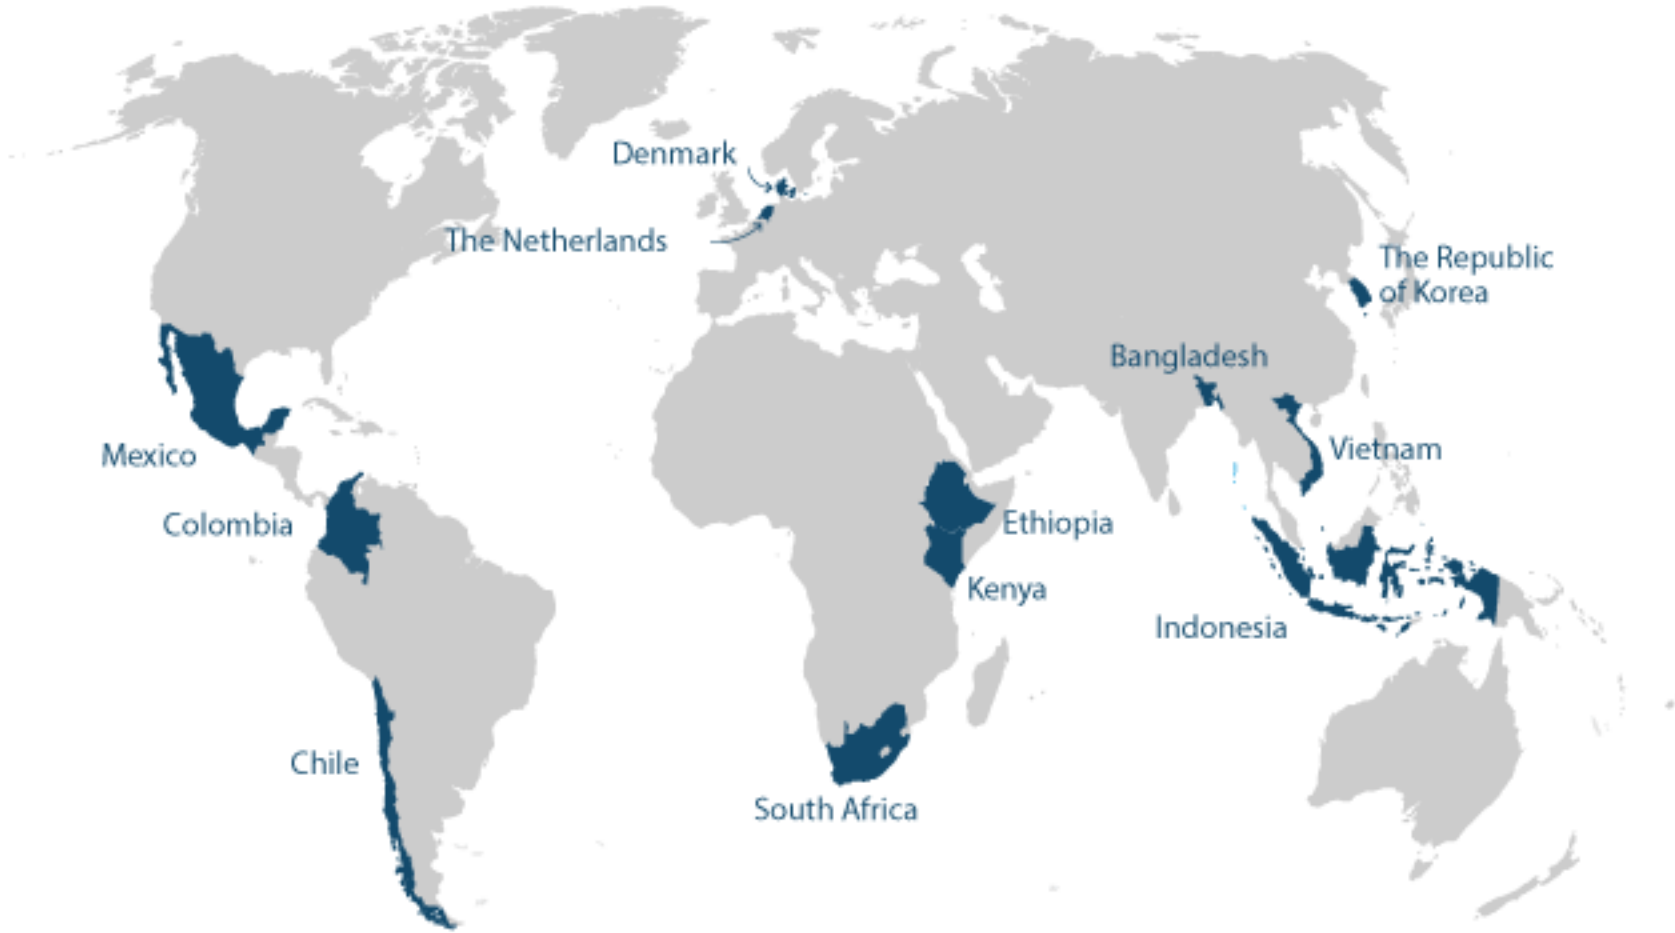 Denmark
The Netherlands
The Republic
of Korea
Bangladesh
Mexico
Vietnam
Colombia
Ethiopia
Kenya
Indonesia
Chile
South Africa